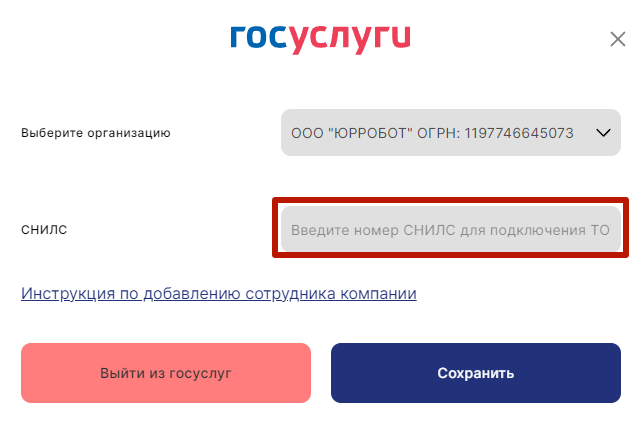 госуслуги
Выберите организацию
ООО "ЮРРОБОТ" ОГРН: 1197746645073
СНИЛС
Введите номер СНИЛС для подключения ТО
Инструкция по добавлению сотрудника компании
Выйти из госуслуг
Сохранить